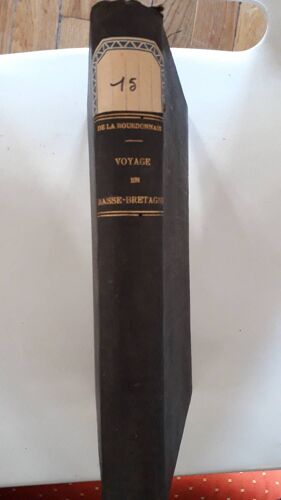 15
DE LA BOURDONNAIS
VOYAGE
EN
BASSE-BRETAGNE